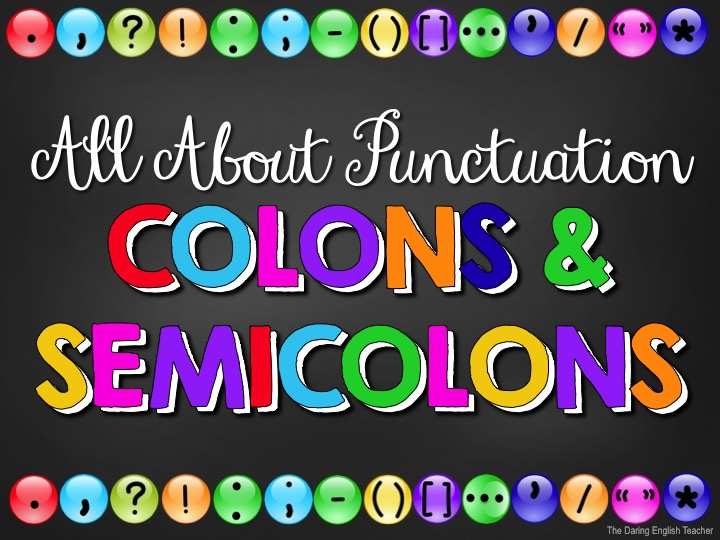 . , ? ! : ; - () [] ... ' / “ ” *
All About Punctuation
COLONS &
SEMICOLONS
. , ? ! : ; - () [] ... ' / “ ” *
The Daring English Teacher